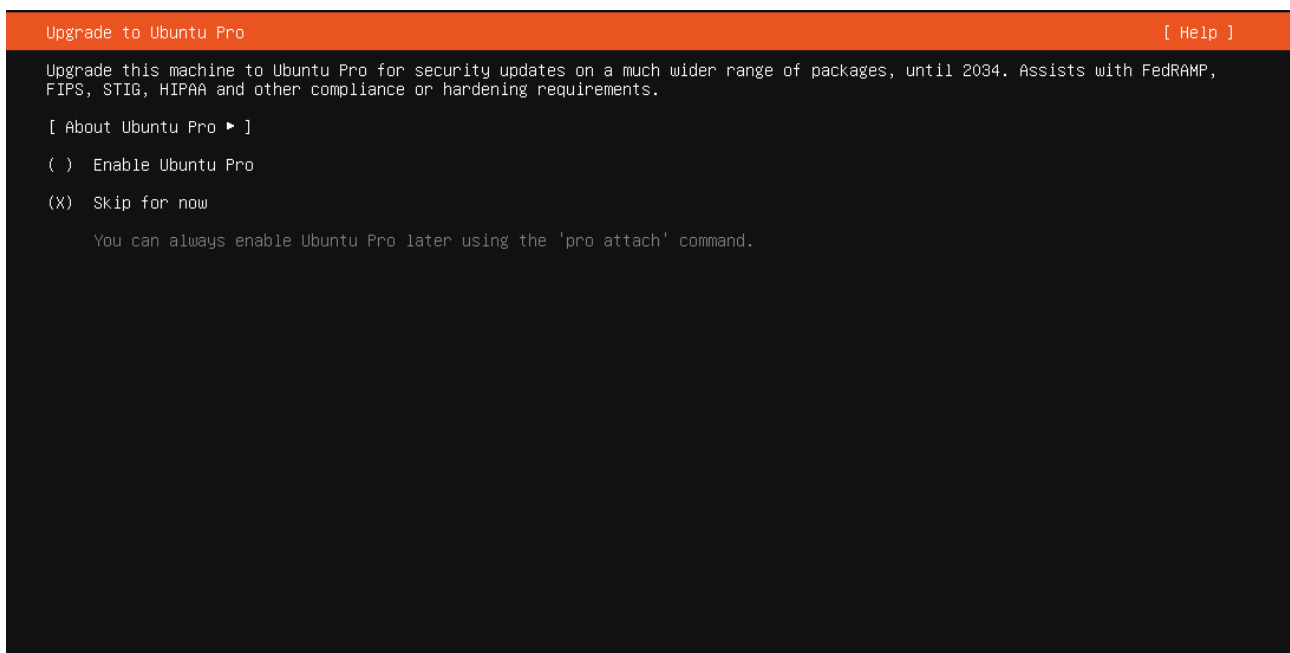 Upgrade to Ubuntu Pro [ Help ]
Upgrade this machine to Ubuntu Pro for security updates on a much wider range of packages, until 2034. Assists with FedRAMP,
FIPS, STIG, HIPAA and other compliance or hardening requirements.
[ About Ubuntu Pro ▸ ]
( ) Enable Ubuntu Pro
(X) Skip for now
You can always enable Ubuntu Pro later using the 'pro attach' command.